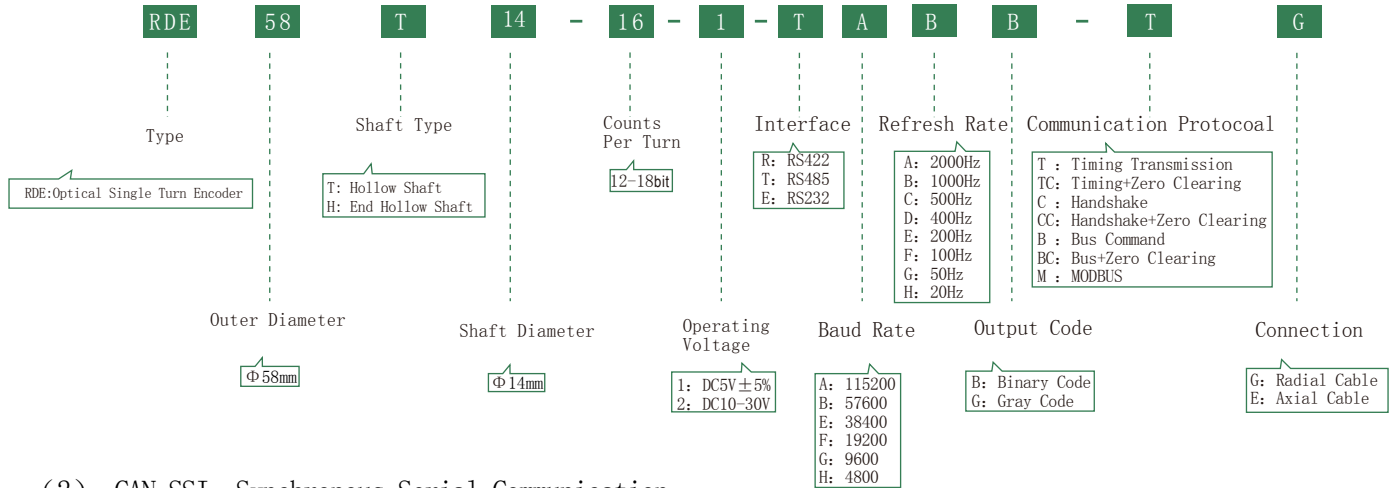 RDE 58 T 14 - 16 - 1 - T A B B - T G
Type
RDE:Optical Single Turn Encoder
Shaft Type
T: Hollow Shaft
H: End Hollow Shaft
Counts
Per Turn
12-18bit
Interface
R: RS422
T: RS485
E: RS232
Refresh Rate
A: 2000Hz
B: 1000Hz
C: 500Hz
D: 400Hz
E: 200Hz
F: 100Hz
G: 50Hz
H: 20Hz
Communication Protocoal
T : Timing Transmission
TC: Timing+Zero Clearing
C : Handshake
CC: Handshake+Zero Clearing
B : Bus Command
BC: Bus+Zero Clearing
M : MODBUS
Outer Diameter
Φ58mm
Shaft Diameter
Φ14mm
Operating
Voltage
1: DC5V±5%
2: DC10-30V
Baud Rate
A: 115200
B: 57600
E: 38400
F: 19200
G: 9600
H: 4800
Output Code
B: Binary Code
G: Gray Code
Connection
G: Radial Cable
E: Axial Cable